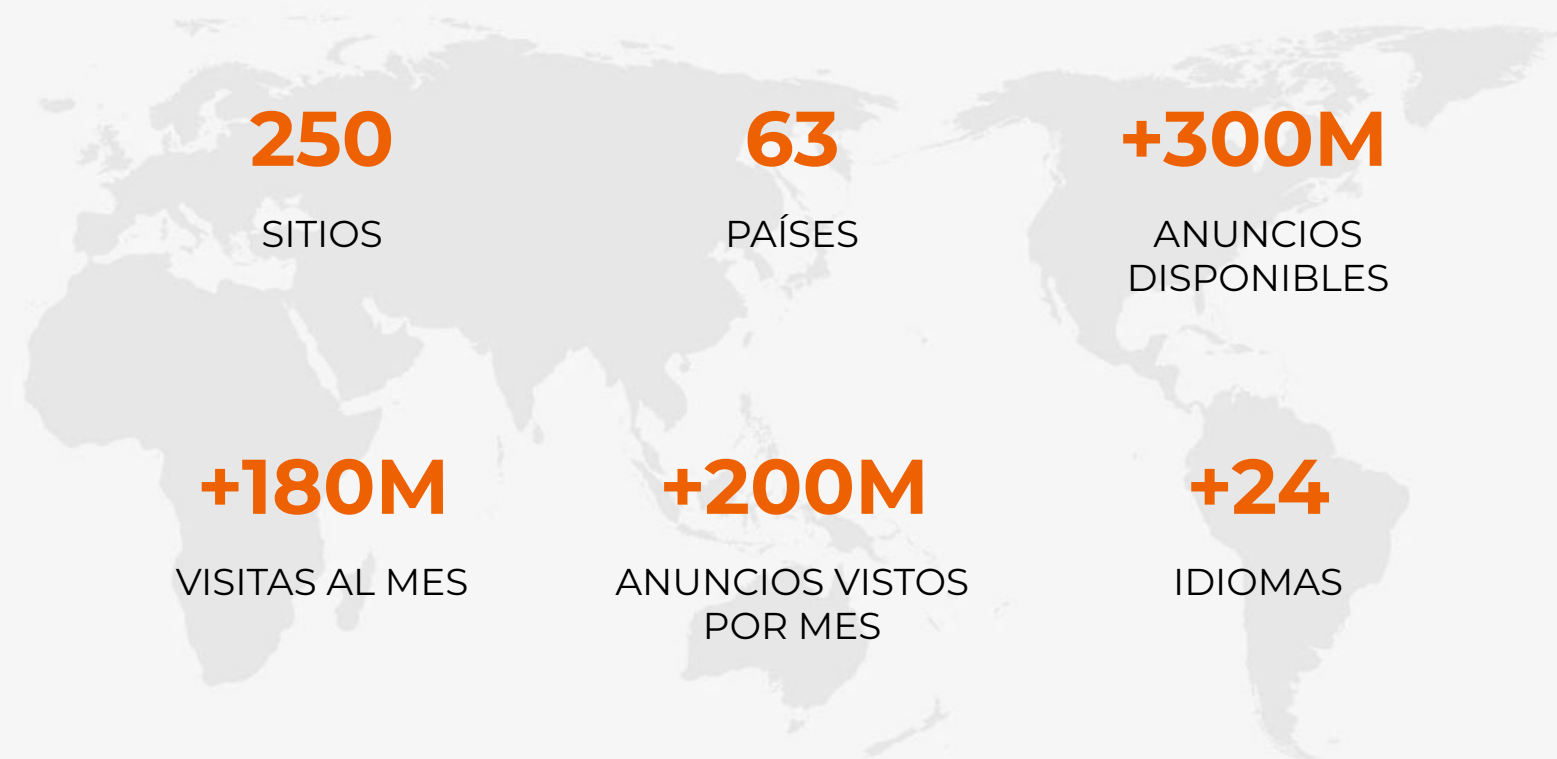 250
SITIOS
63
PAÍSES
+300M
ANUNCIOS
DISPONIBLES
+180M
VISITAS AL MES
+200M
ANUNCIOS VISTOS
POR MES
+24
IDIOMAS